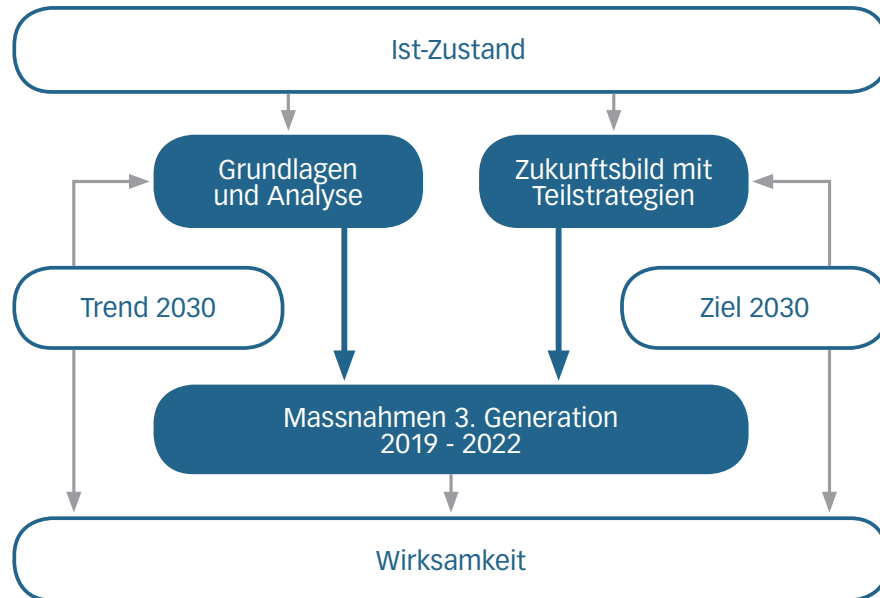 Ist-Zustand
Grundlagen
und Analyse
Zukunftsbild mit
Teilstrategien
Trend 2030
Ziel 2030
Massnahmen 3. Generation
2019 - 2022
Wirksamkeit